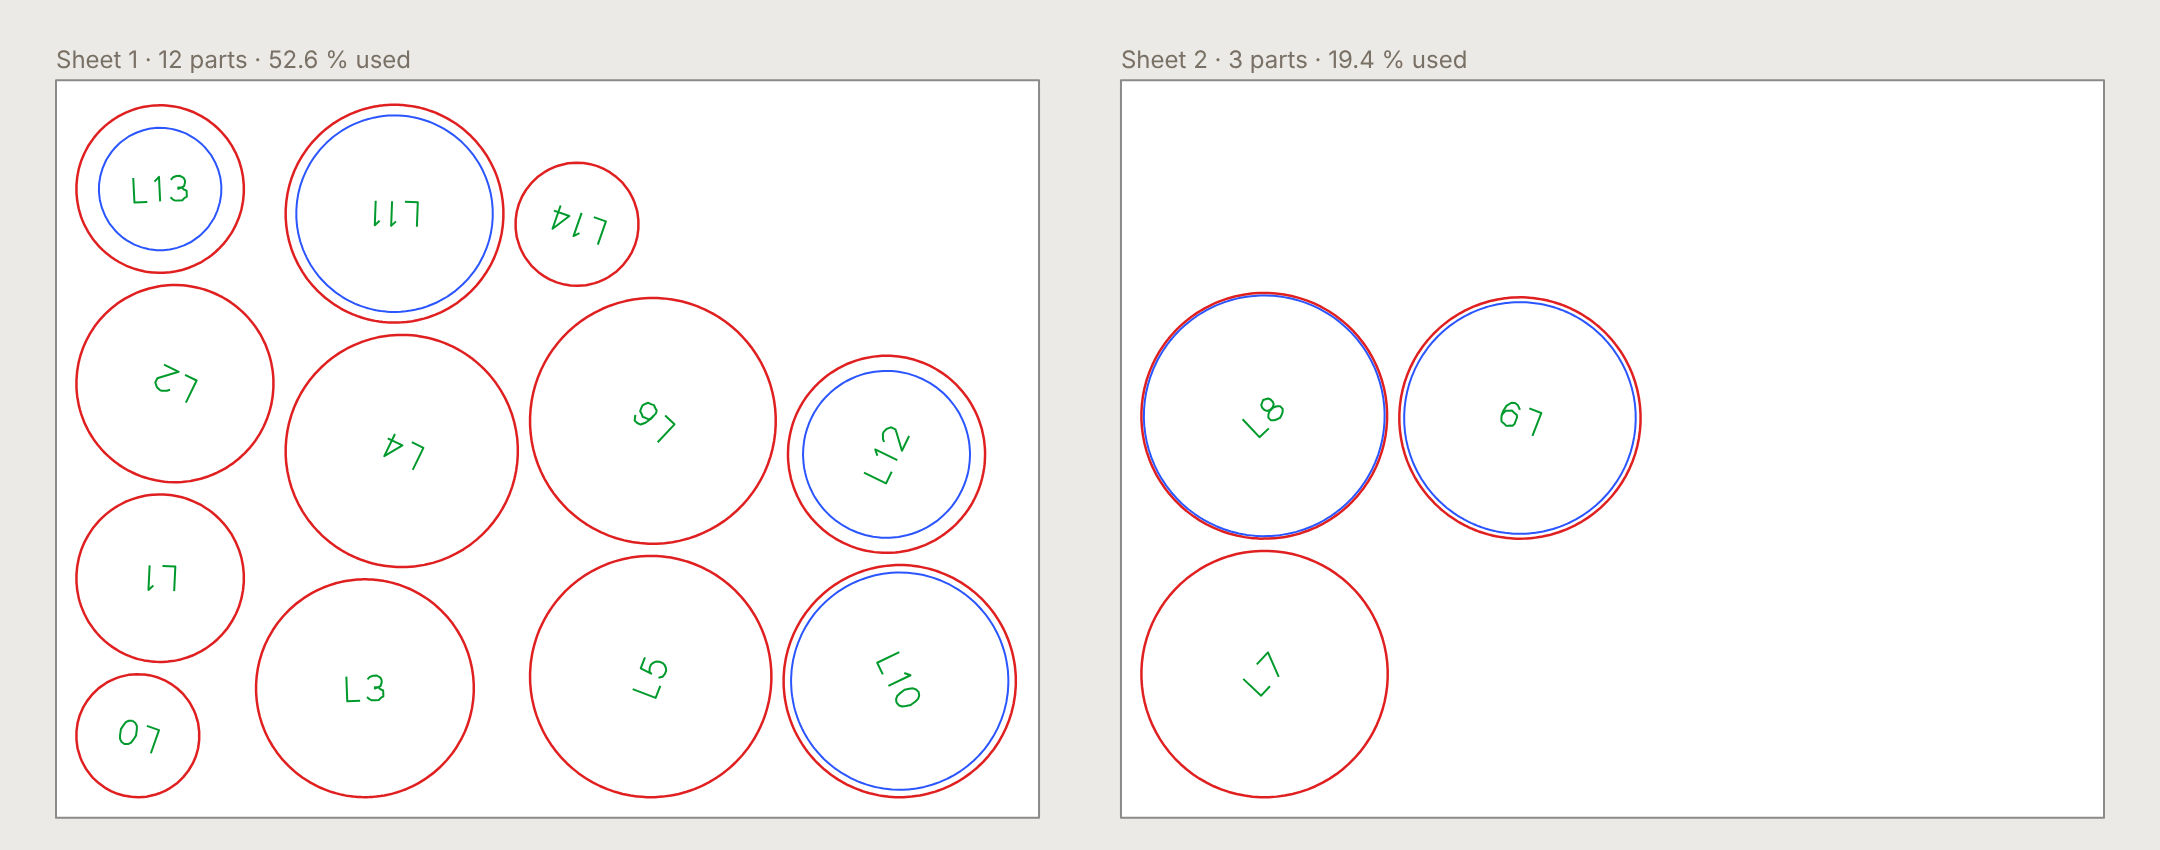 Sheet 1 · 12 parts · 52.6 % used
L13
L11
L14
L2
L4
L6
L12
L1
L3
L5
L10
L0
Sheet 2 · 3 parts · 19.4 % used
L8
L9
L7